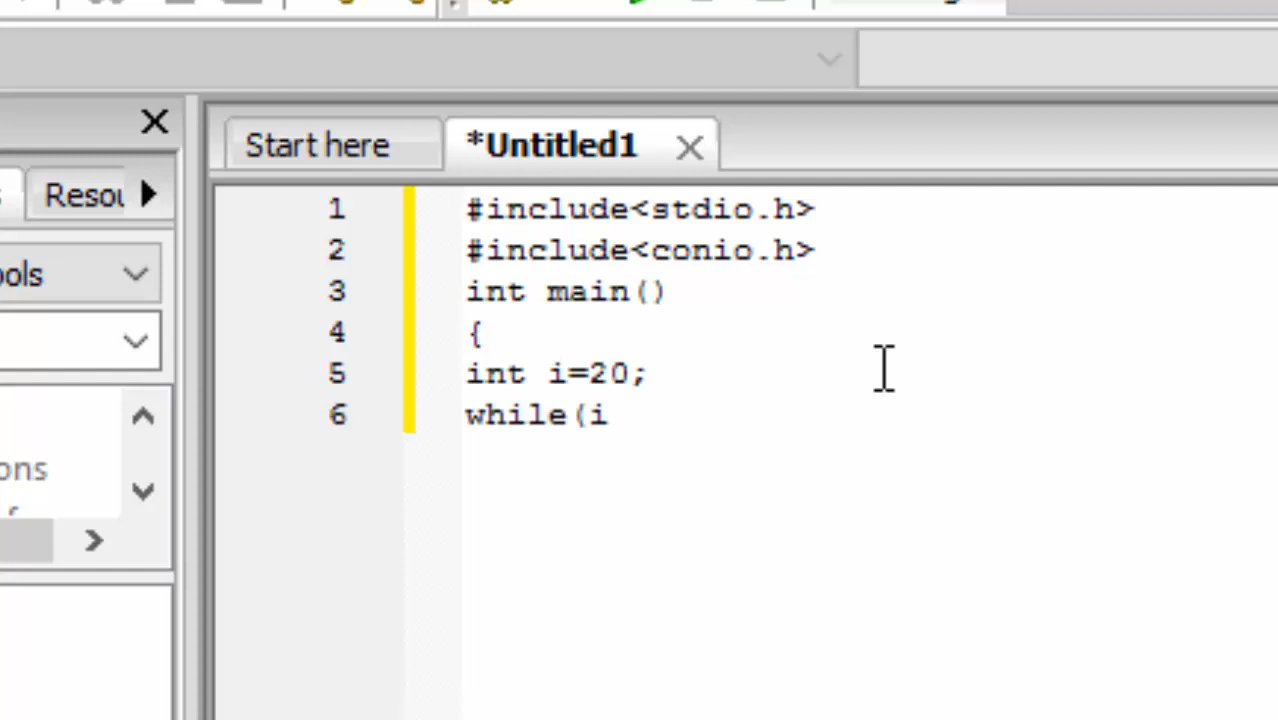 Start here
*Untitled1
Resou
ools
ons
1 #include<stdio.h>
2 #include<conio.h>
3 int main()
4 {
5 int i=20;
6 while(i